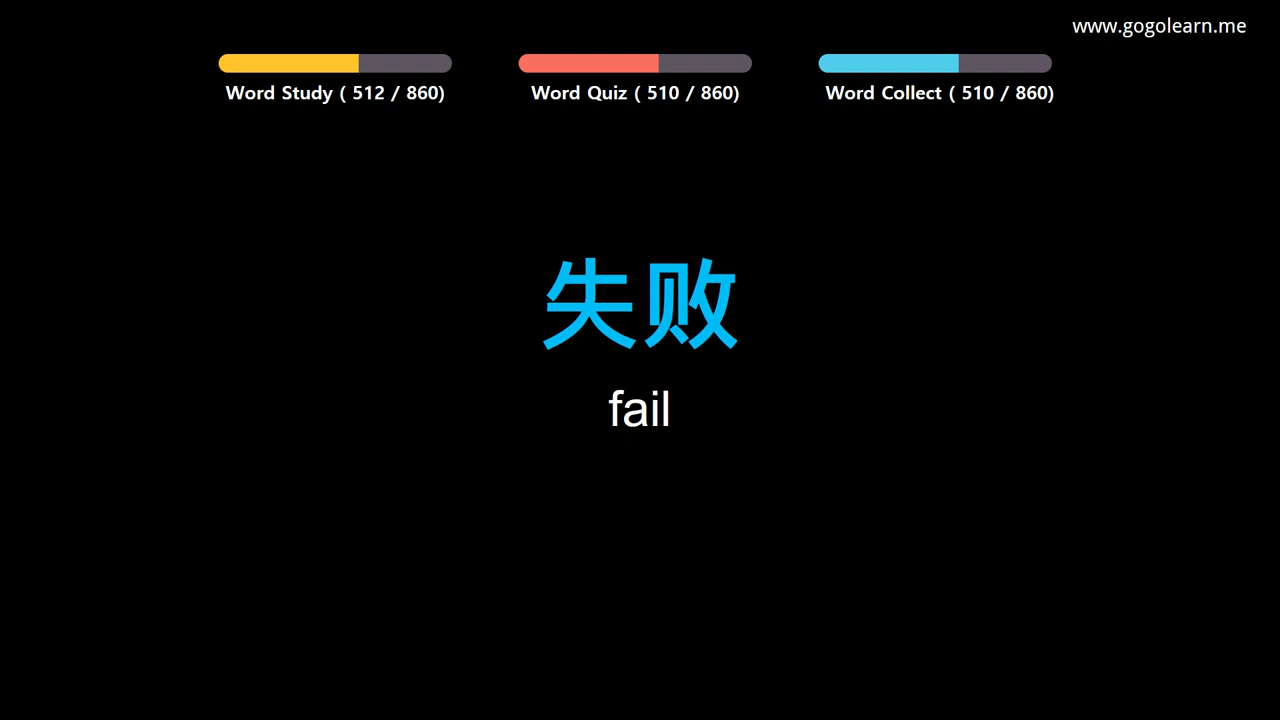 www.gogolearn.me
Word Study ( 512 / 860)
Word Quiz ( 510 / 860)
Word Collect ( 510 / 860)
失败
fail